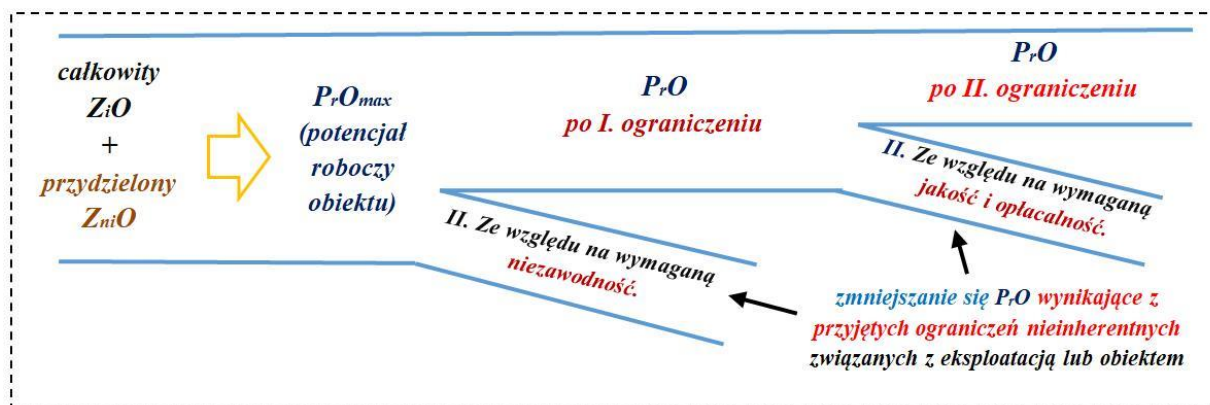 całkowity
ZiO
+
przydzielony
ZniO
PrOmax
(potencjał
roboczy
obiektu)
PrO
po I. ograniczeniu
II. Ze względu na wymaganą
niezawodność.
PrO
po II. ograniczeniu
II. Ze względu na wymaganą
jakość i opłacalność.
zmniejszanie się PrO wynikające z
przyjętych ograniczeń nieinherentnych
związanych z eksploatacją lub obiektem